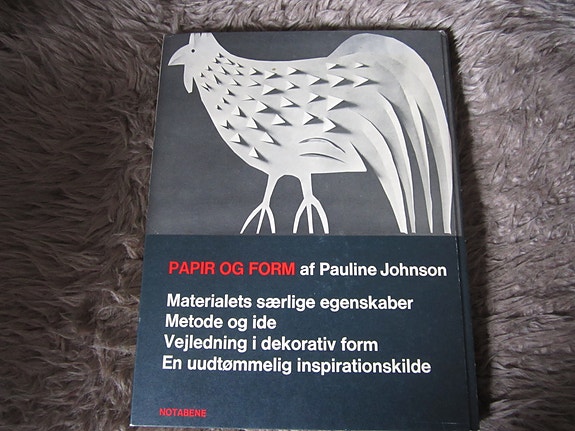 PAPIR OG FORM af Pauline Johnson
Materialets særlige egenskaber
Metode og ide
Vejledning i dekorativ form
En uudtømmelig inspirationskilde
NOTABENE